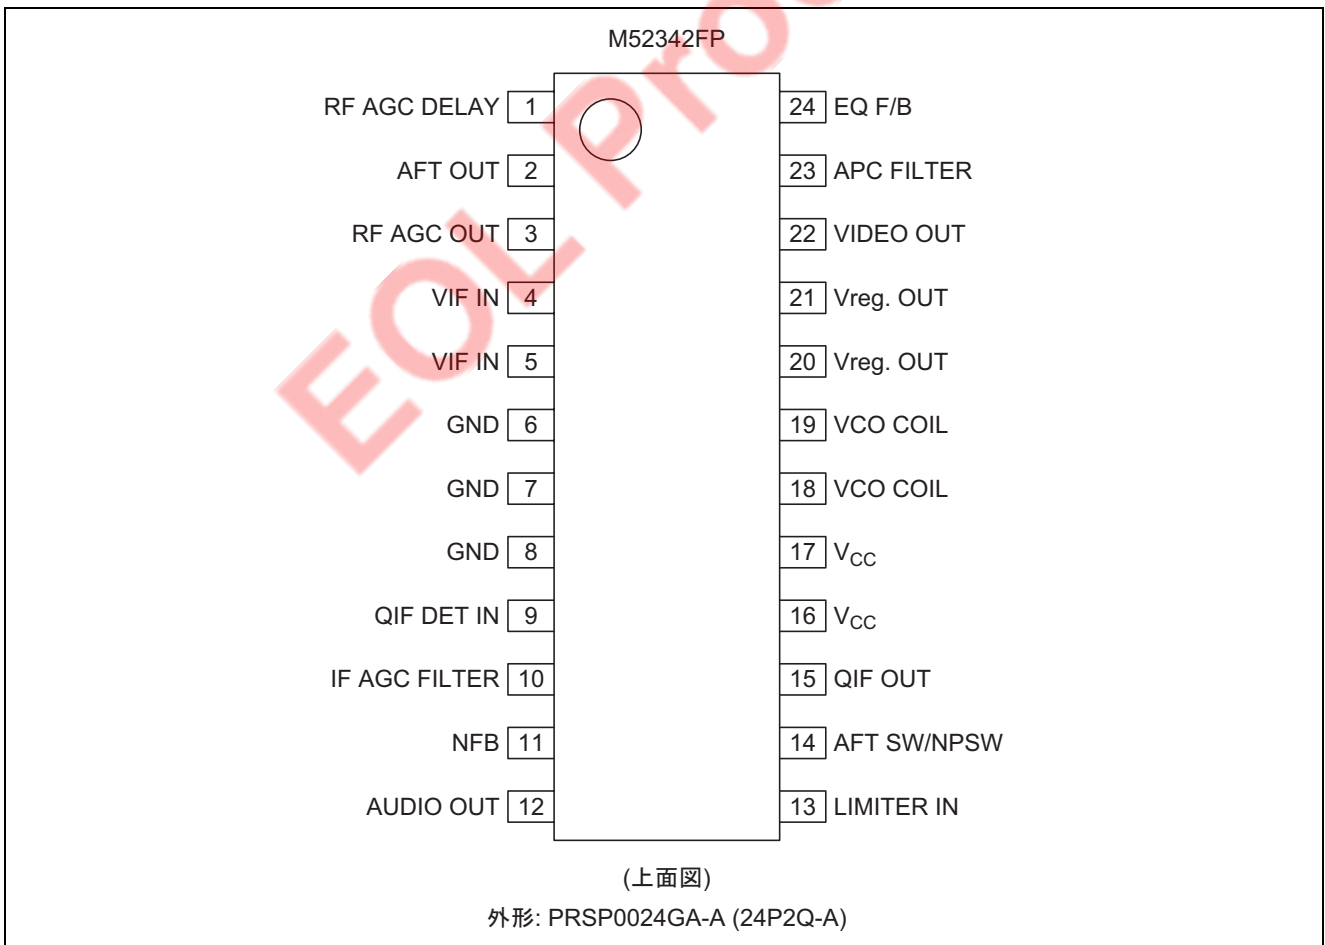 M52342FP
RF AGC DELAY 1 24 EQ F/B
AFT OUT 2 23 APC FILTER
RF AGC OUT 3 22 VIDEO OUT
VIF IN 4 21 Vreg. OUT
VIF IN 5 20 Vreg. OUT
GND 6 19 VCO COIL
GND 7 18 VCO COIL
GND 8 17 VCC
QIF DET IN 9 16 VCC
IF AGC FILTER 10 15 QIF OUT
NFB 11 14 AFT SW/NPSW
AUDIO OUT 12 13 LIMITER IN
(上面図)
外形: PRSP0024GA-A (24P2Q-A)
EOL Pro